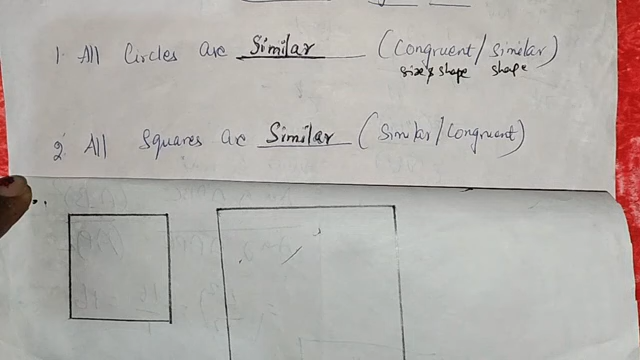 1. All Circles are Similar (Congruent/ similar)
size & shape shape
2. All Squares are Similar (Similar/Congruent)